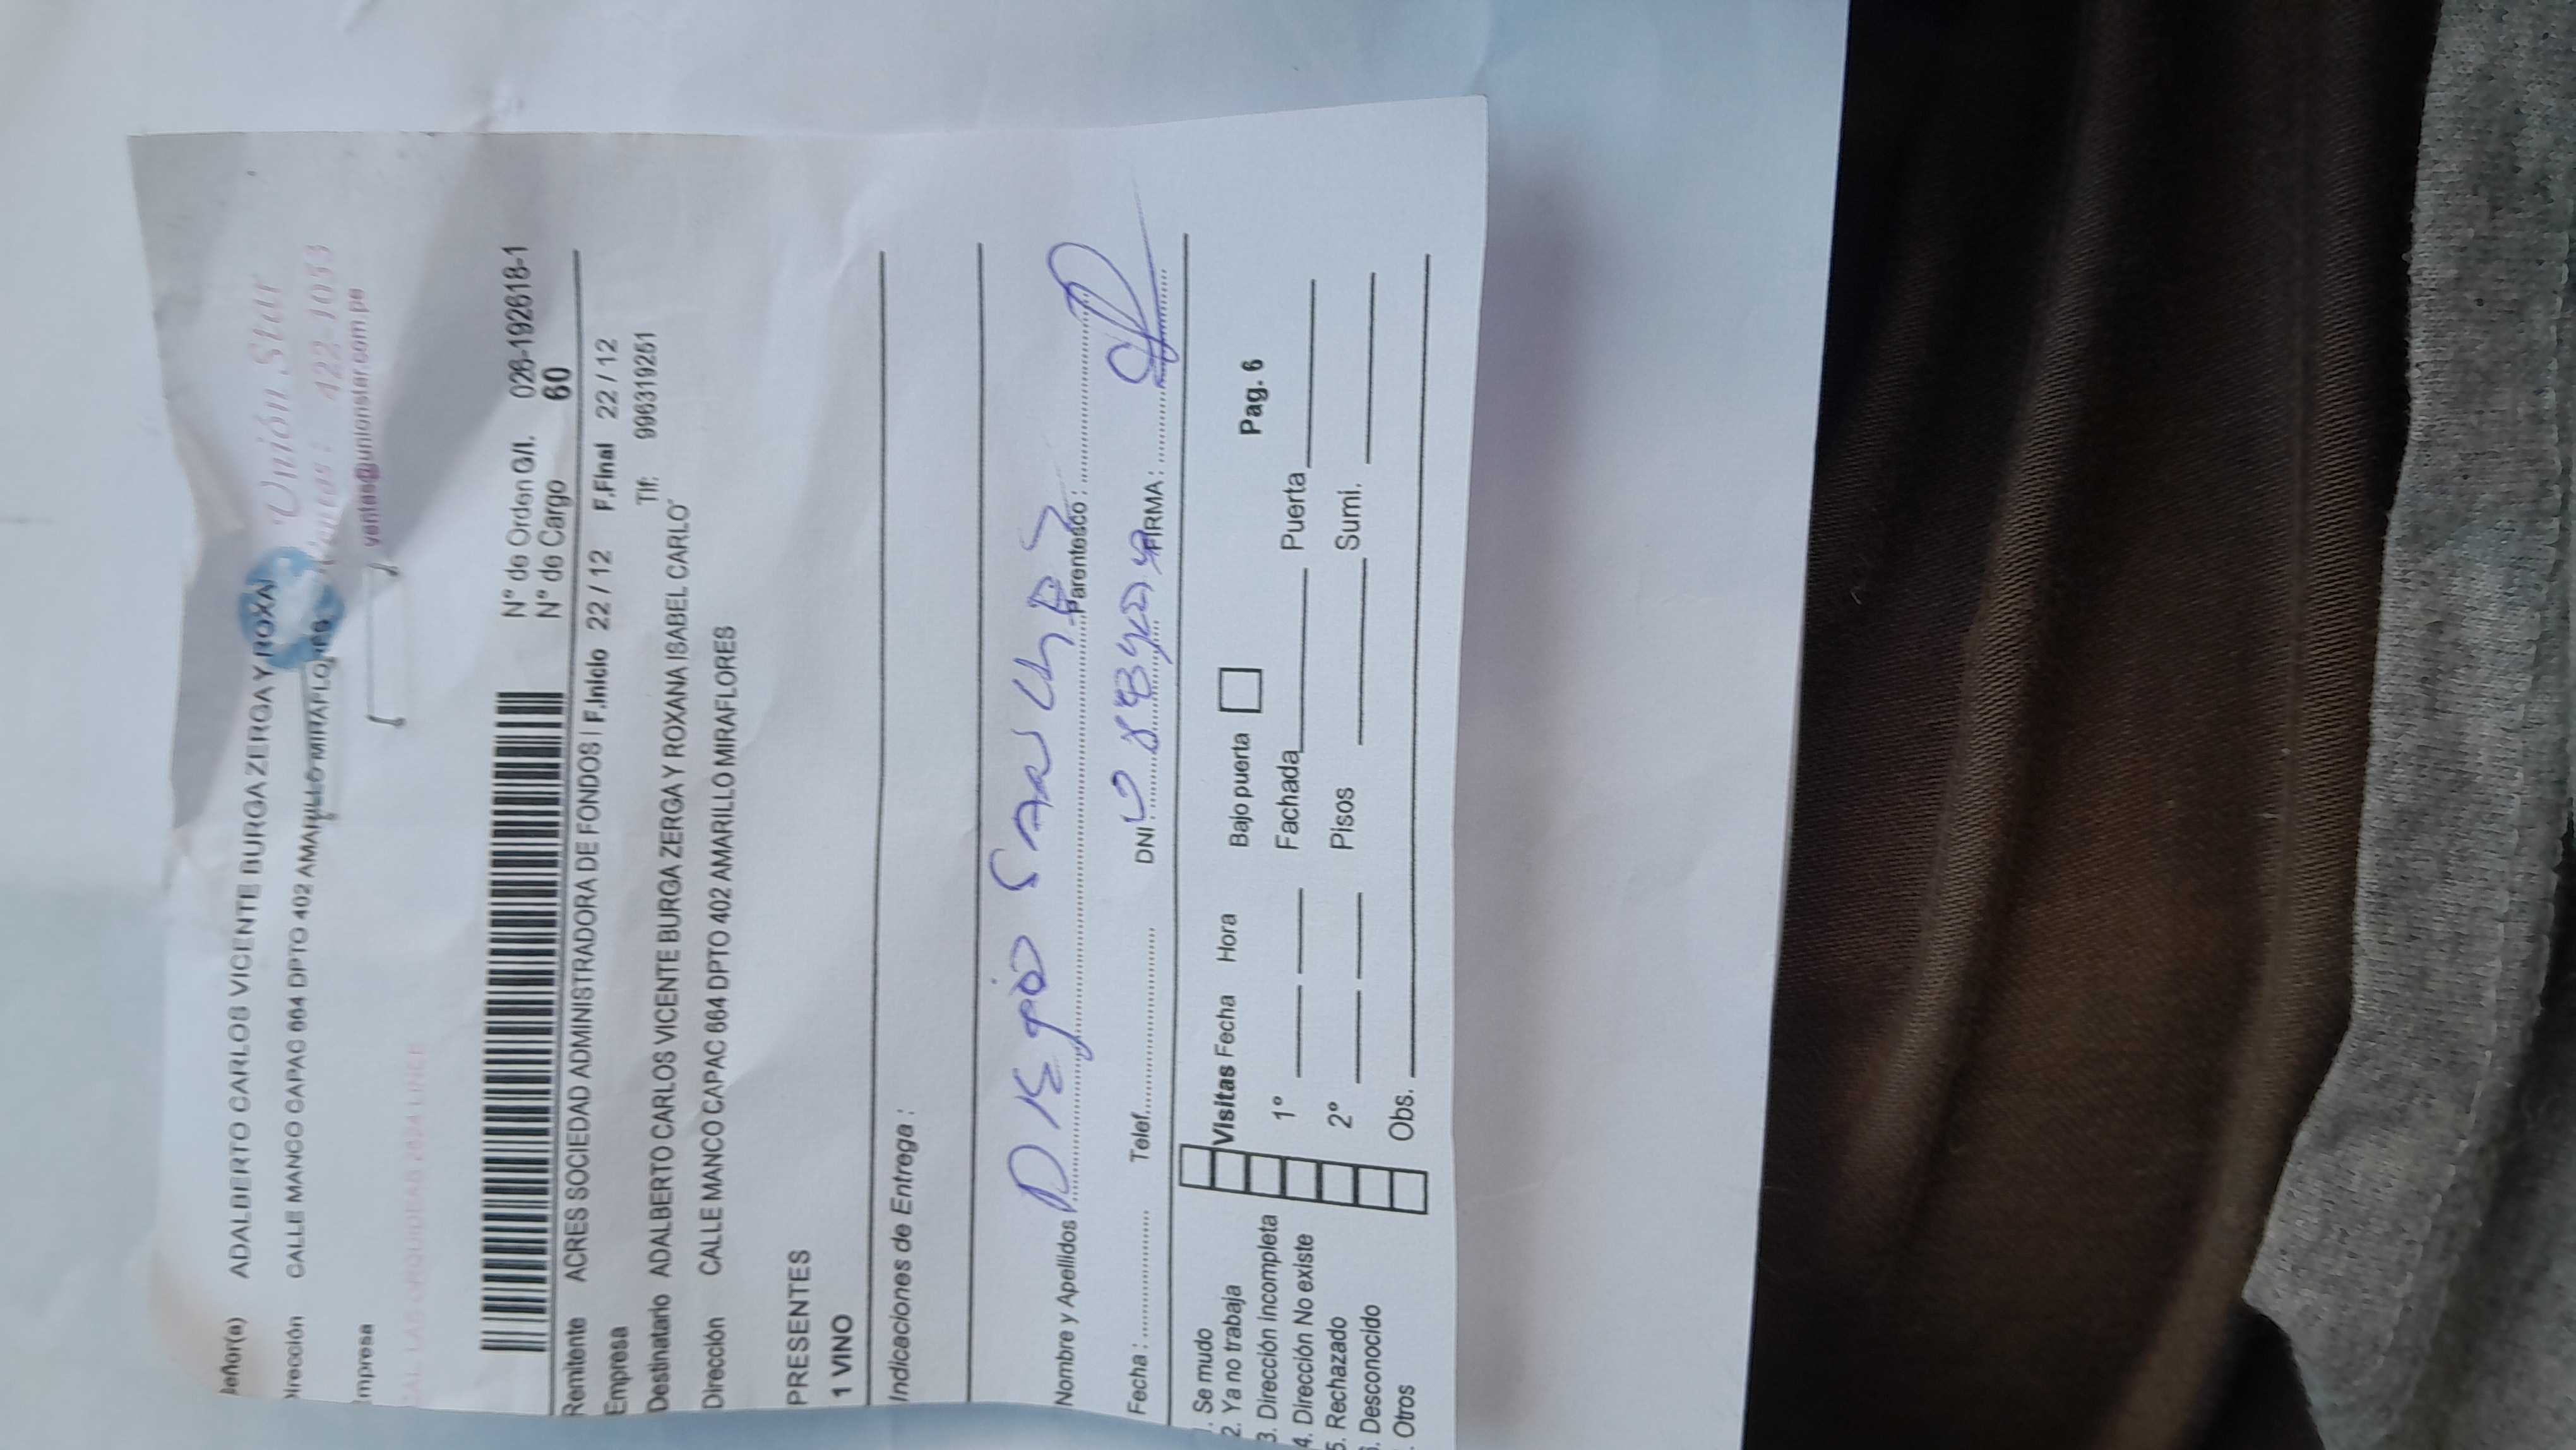 Señor(a) ADALBERTO CARLOS VICENTE BURGA ZERGA Y ROXA
Dirección CALLE MANCO CAPAC 664 DPTO 402 AMARILLO MIRAFLORES
Empresa
Unión Star
422-1053
ventas@unionstar.com.pe
N° de Orden G/I. 026-192618-1
N° de Cargo 60
Remitente ACRES SOCIEDAD ADMINISTRADORA DE FONDOS | F.Inicio 22 / 12 F.Final 22 / 12
Empresa Tlf: 996319251
Destinatario ADALBERTO CARLOS VICENTE BURGA ZERGA Y ROXANA ISABEL CARLO"
Dirección CALLE MANCO CAPAC 664 DPTO 402 AMARILLO MIRAFLORES
PRESENTES
1 VINO
Indicaciones de Entrega :
Nombre y Apellidos Diego Sanchez Parentesco :
Fecha : Telef. DNI : FIRMA :
1. Se mudo
2. Ya no trabaja
3. Dirección incompleta
4. Dirección No existe
5. Rechazado
6. Desconocido
. Otros
Visitas Fecha Hora Bajo puerta Pag. 6
1° Fachada Puerta
2° Pisos Sumi.
Obs.